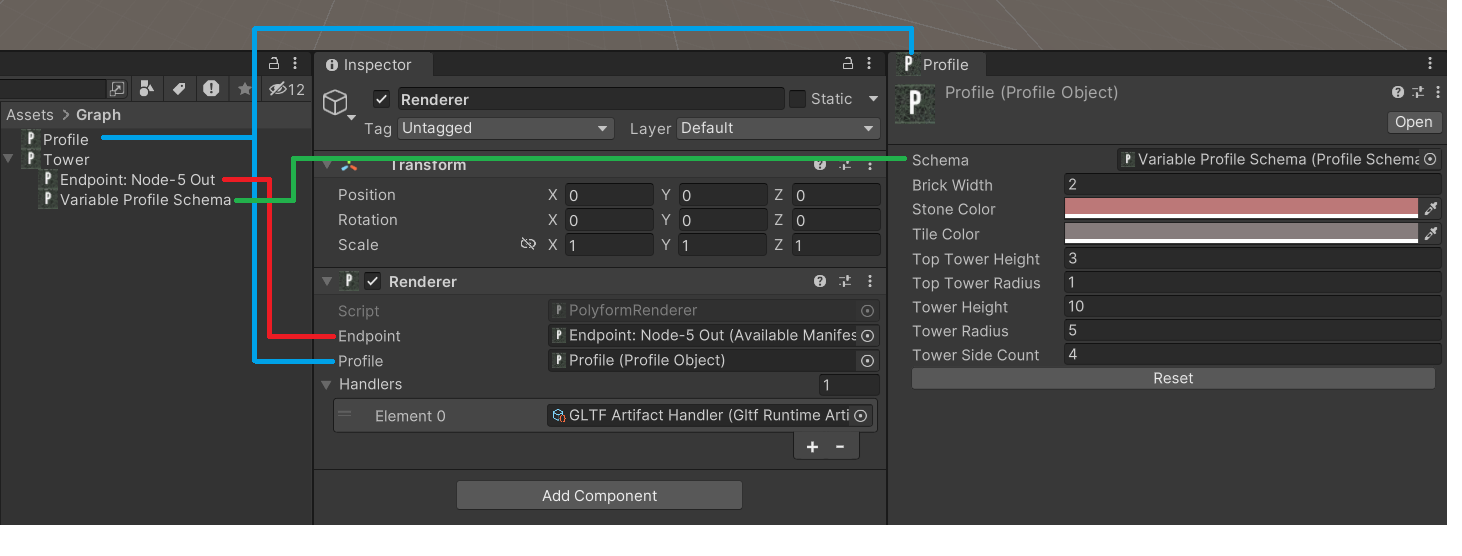 12
Assets > Graph
P Profile
P Tower
P Endpoint: Node-5 Out
P Variable Profile Schema
Inspector
Renderer
Static
Tag Untagged Layer Default
Transform
Position X 0 Y 0 Z 0
Rotation X 0 Y 0 Z 0
Scale X 1 Y 1 Z 1
P Renderer
Script P PolyformRenderer
Endpoint P Endpoint: Node-5 Out (Available Manifes
Profile P Profile (Profile Object)
Handlers 1
Element 0 GLTF Artifact Handler (Gltf Runtime Arti
+ -
Add Component
P Profile
P Profile (Profile Object)
Open
Schema P Variable Profile Schema (Profile Schema
Brick Width 2
Stone Color
Tile Color
Top Tower Height 3
Top Tower Radius 1
Tower Height 10
Tower Radius 5
Tower Side Count 4
Reset